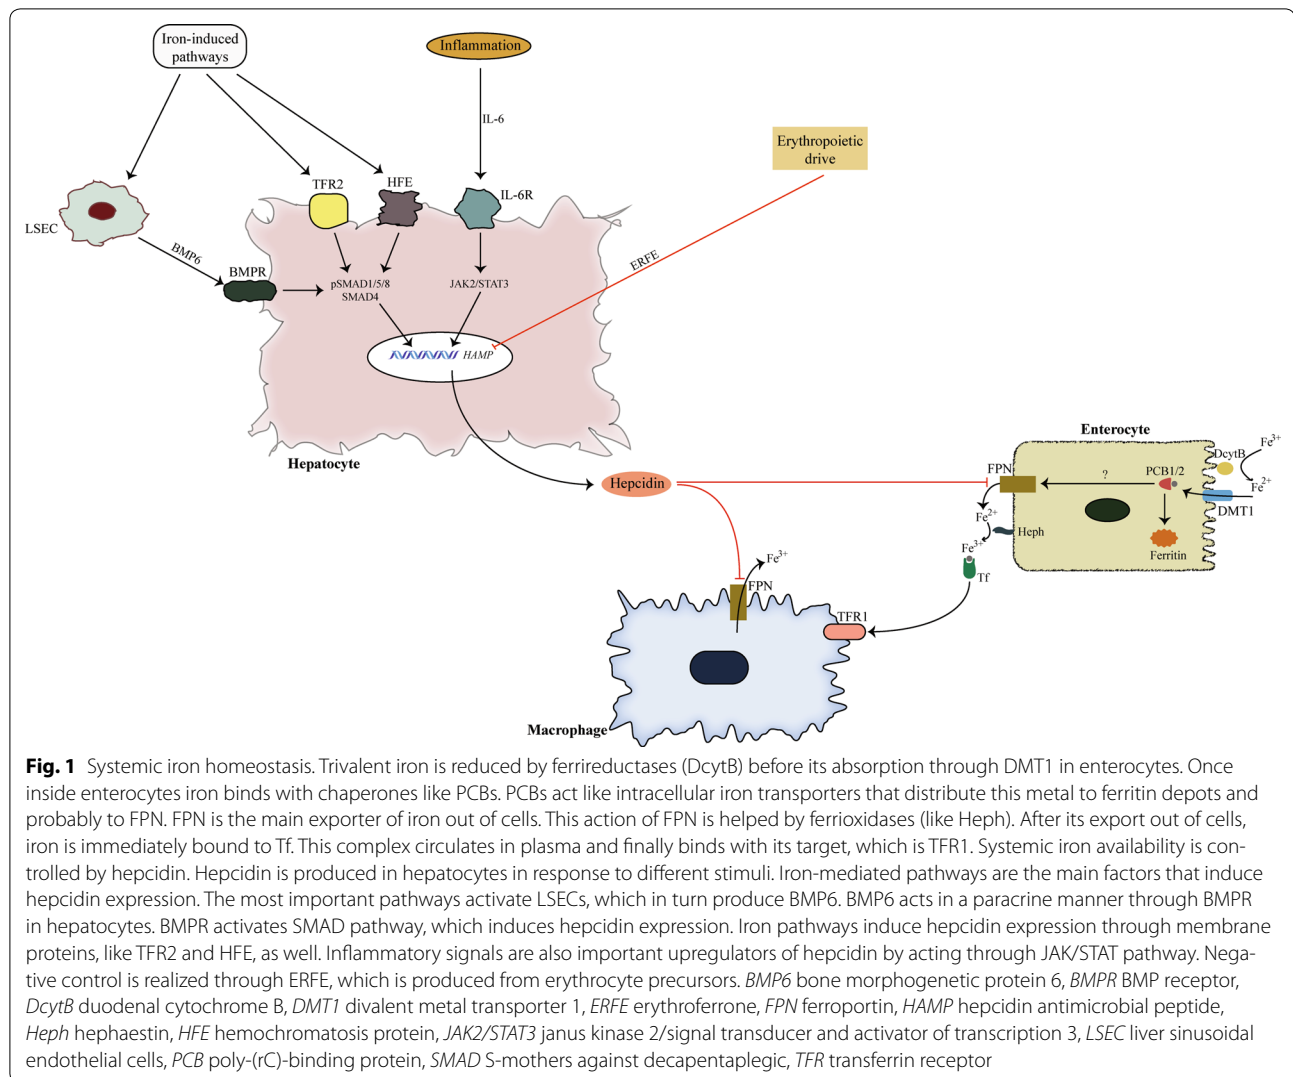 Iron-induced
pathways
Inflammation
IL-6
Erythropoietic
drive
TFR2
HFE
IL-6R
LSEC
BMP6
BMPR
pSMAD1/5/8
SMAD4
JAK2/STAT3
ERFE
HAMP
Hepatocyte
Hepcidin
Enterocyte
Fe³⁺
DcytB
FPN
?
PCB1/2
Fe²⁺
DMT1
Fe²⁺
Heph
Ferritin
Fe³⁺
Tf
Fe³⁺
FPN
TFR1
Macrophage
Fig. 1 Systemic iron homeostasis. Trivalent iron is reduced by ferrireductases (DcytB) before its absorption through DMT1 in enterocytes. Once
inside enterocytes iron binds with chaperones like PCBs. PCBs act like intracellular iron transporters that distribute this metal to ferritin depots and
probably to FPN. FPN is the main exporter of iron out of cells. This action of FPN is helped by ferrioxidases (like Heph). After its export out of cells,
iron is immediately bound to Tf. This complex circulates in plasma and finally binds with its target, which is TFR1. Systemic iron availability is con-
trolled by hepcidin. Hepcidin is produced in hepatocytes in response to different stimuli. Iron-mediated pathways are the main factors that induce
hepcidin expression. The most important pathways activate LSECs, which in turn produce BMP6. BMP6 acts in a paracrine manner through BMPR
in hepatocytes. BMPR activates SMAD pathway, which induces hepcidin expression. Iron pathways induce hepcidin expression through membrane
proteins, like TFR2 and HFE, as well. Inflammatory signals are also important upregulators of hepcidin by acting through JAK/STAT pathway. Nega-
tive control is realized through ERFE, which is produced from erythrocyte precursors. BMP6 bone morphogenetic protein 6, BMPR BMP receptor,
DcytB duodenal cytochrome B, DMT1 divalent metal transporter 1, ERFE erythroferrone, FPN ferroportin, HAMP hepcidin antimicrobial peptide,
Heph hephaestin, HFE hemochromatosis protein, JAK2/STAT3 janus kinase 2/signal transducer and activator of transcription 3, LSEC liver sinusoidal
endothelial cells, PCB poly-(rC)-binding protein, SMAD S-mothers against decapentaplegic, TFR transferrin receptor